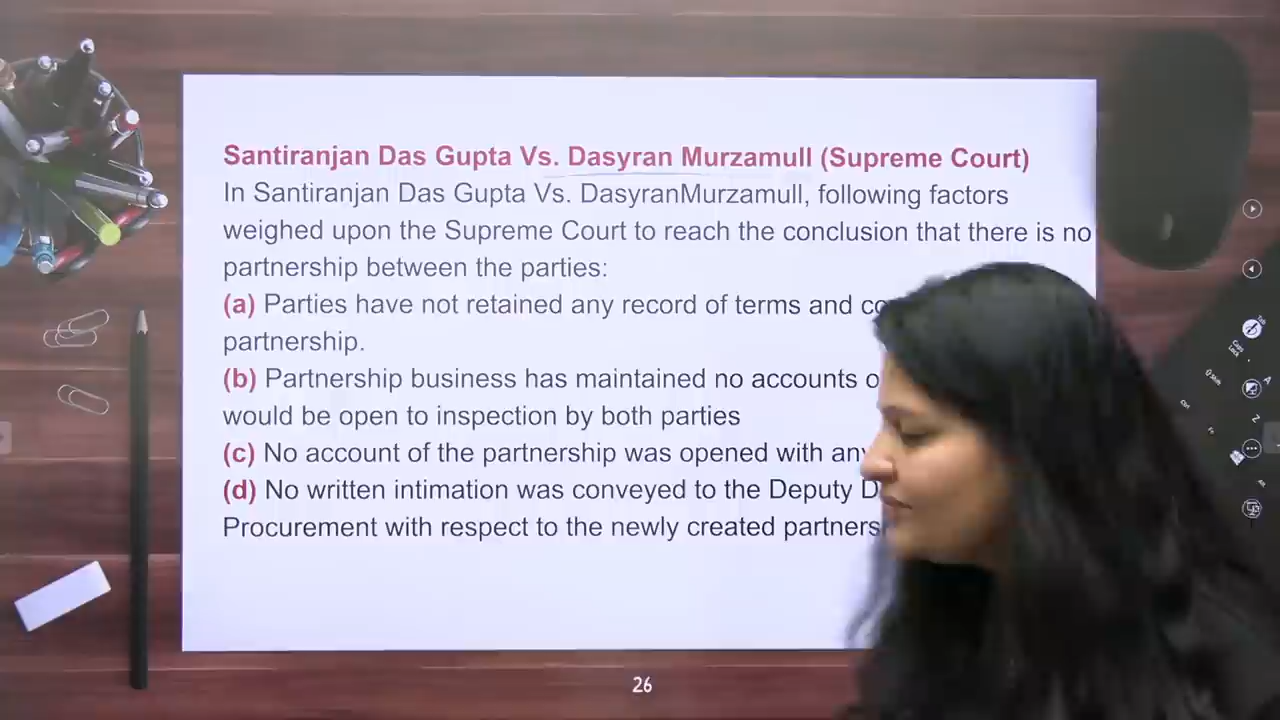 Santiranjan Das Gupta Vs. Dasyran Murzamull (Supreme Court)
In Santiranjan Das Gupta Vs. DasyranMurzamull, following factors
weighed upon the Supreme Court to reach the conclusion that there is no
partnership between the parties:
(a) Parties have not retained any record of terms and
partnership.
(b) Partnership business has maintained no accounts
would be open to inspection by both parties
(c) No account of the partnership was opened with
(d) No written intimation was conveyed to the Deputy
Procurement with respect to the newly created
26